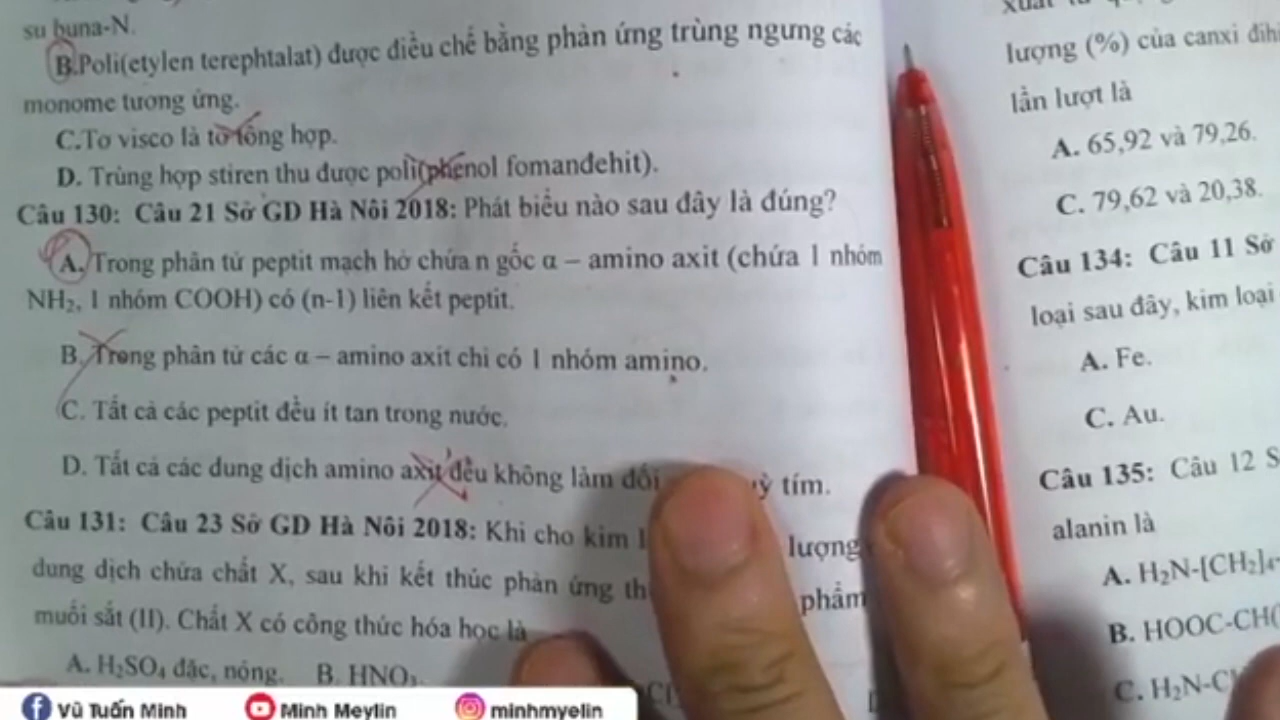 su buna-N.
B.Poli(etylen terephtalat) được điều chế bằng phản ứng trùng ngưng các
monome tương ứng.
C.Tơ visco là tơ tổng hợp.
D. Trùng hợp stiren thu được poli(phenol fomanđehit).
Câu 130: Câu 21 Sở GD Hà Nôi 2018: Phát biểu nào sau đây là đúng?
A. Trong phân tử peptit mạch hở chứa n gốc α – amino axit (chứa 1 nhóm
NH₂, 1 nhóm COOH) có (n-1) liên kết peptit.
B. Trong phân tử các α – amino axit chỉ có 1 nhóm amino.
C. Tất cả các peptit đều ít tan trong nước.
D. Tất cả các dung dịch amino axit đều không làm đổi tím.
Câu 131: Câu 23 Sở GD Hà Nôi 2018: Khi cho kim lượng
dung dịch chứa chất X, sau khi kết thúc phản ứng th phẩm
muối sắt (II). Chất X có công thức hóa học là
A. H₂SO₄ đặc, nóng. B. HNO₃.
lượng (%) của canxi đih
lần lượt là
A. 65,92 và 79,26.
C. 79,62 và 20,38.
Câu 134: Câu 11 Sở
loại sau đây, kim loại
A. Fe.
C. Au.
Câu 135: Câu 12 S
alanin là
A. H₂N-[CH₂]₄-
B. HOOC-CH(
C. H₂N-C
Vũ Tuấn Minh
Minh Meylin
minhmyelin